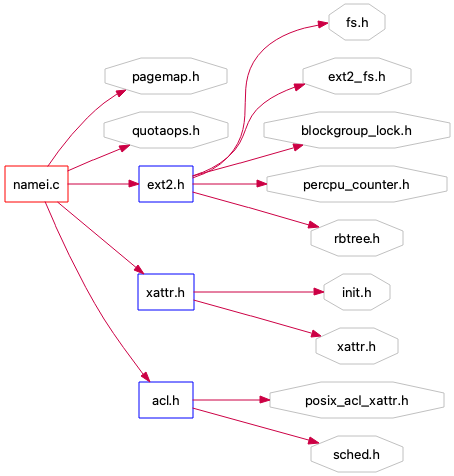 fs.h
pagemap.h
ext2_fs.h
quotaops.h
blockgroup_lock.h
namei.c
ext2.h
percpu_counter.h
rbtree.h
xattr.h
init.h
xattr.h
acl.h
posix_acl_xattr.h
sched.h